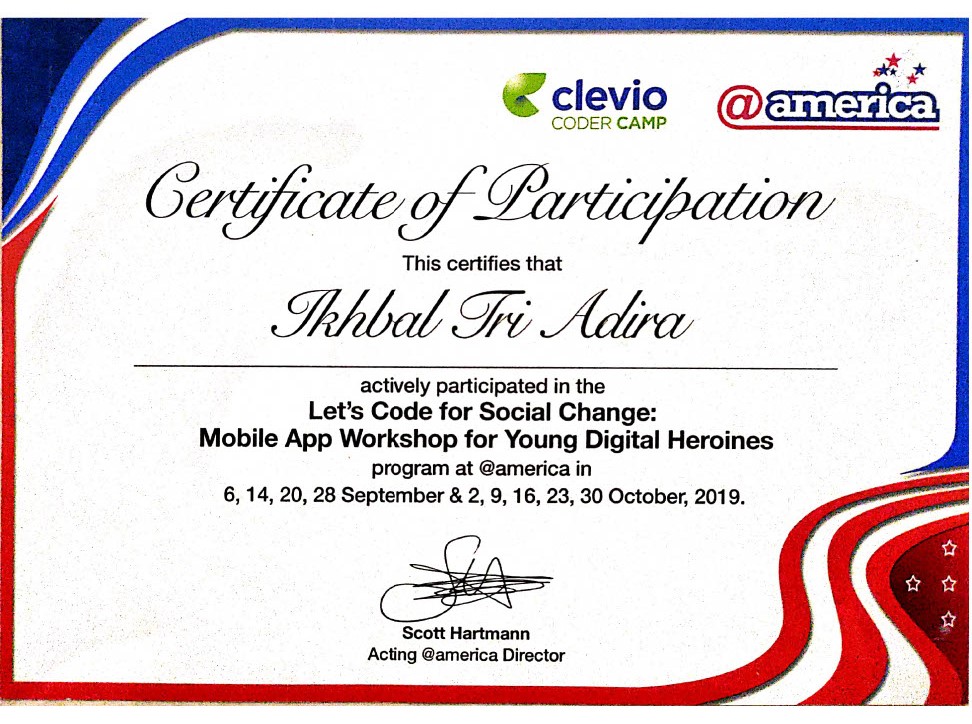 clevio
CODER CAMP
@america
Certificate of Participation
This certifies that
Ikhbal Tri Adira
actively participated in the
Let's Code for Social Change:
Mobile App Workshop for Young Digital Heroines
program at @america in
6, 14, 20, 28 September & 2, 9, 16, 23, 30 October, 2019.
Scott Hartmann
Acting @america Director